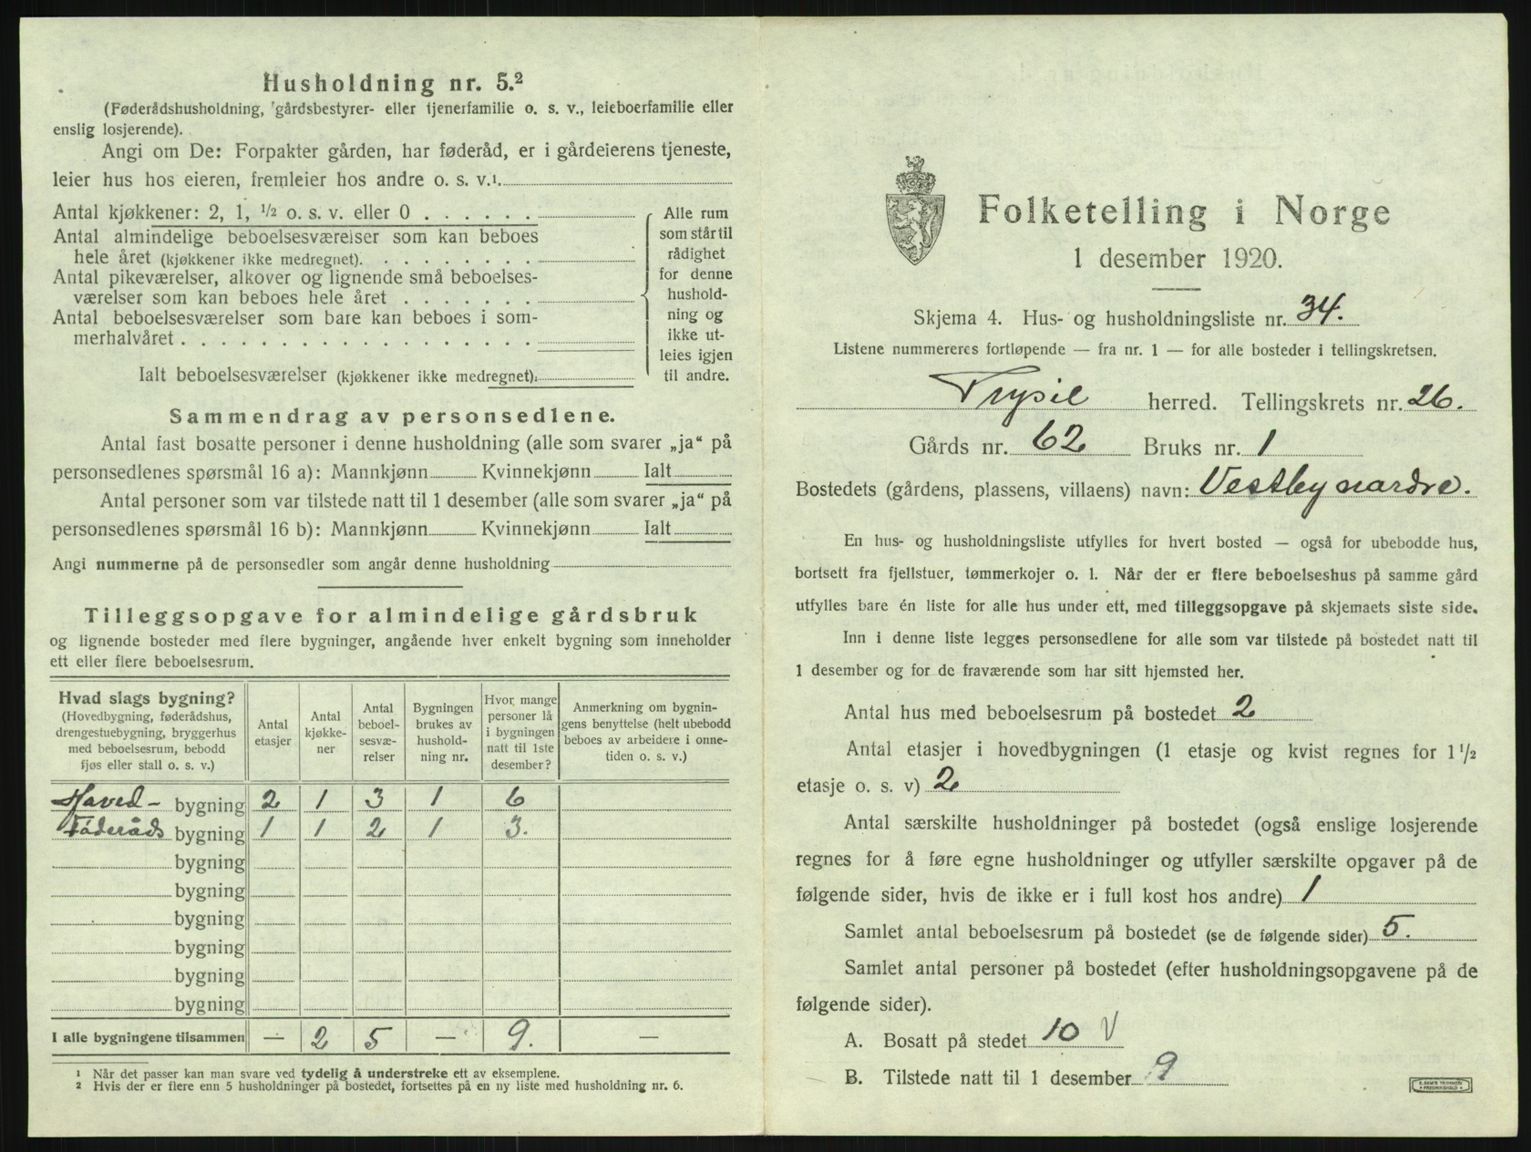 Husholdning nr. 5.²
(Føderådshusholdning, gårdsbestyrer- eller tjenerfamilie o. s. v., leieboerfamilie eller
enslig losjerende).
Angi om De: Forpakter gården, har føderåd, er i gårdeierens tjeneste,
leier hus hos eieren, fremleier hos andre o. s. v.¹.
Antal kjøkkener: 2, 1, ½ o. s. v. eller 0 . . . . . .
Antal almindelige beboelsesværelser som kan beboes
hele året (kjøkkener ikke medregnet). . . . . . . . .
Antal pikeværelser, alkover og lignende små beboelses-
værelser som kan beboes hele året . . . . . . .
Antal beboelsesværelser som bare kan beboes i som-
merhalvåret . . . . . . . . . . . . . . . . . .
Ialt beboelsesværelser (kjøkkener ikke medregnet).
Alle rum
som står til
rådighet
for denne
hushold-
ning og
ikke ut-
leies igjen
til andre.
Sammendrag av personsedlene.
Antal fast bosatte personer i denne husholdning (alle som svarer „ja“ på
personsedlenes spørsmål 16 a): Mannkjønn Kvinnekjønn Ialt
Antal personer som var tilstede natt til 1 desember (alle som svarer „ja“ på
personsedlenes spørsmål 16 b): Mannkjønn Kvinnekjønn Ialt
Angi nummerne på de personsedler som angår denne husholdning
Tilleggsopgave for almindelige gårdsbruk
og lignende bosteder med flere bygninger, angående hver enkelt bygning som inneholder
ett eller flere beboelsesrum.
Hvad slags bygning?
(Hovedbygning, føderådshus,
drengestuebygning, bryggerhus
med beboelsesrum, bebodd
fjøs eller stall o. s. v.)
Antal
etasjer
Antal
kjøkke-
ner
Antal
beboel-
sesvæ-
relser
Bygningen
brukes av
hushold-
ning nr.
Hvor mange
personer lå
i bygningen
natt til 1ste
desember?
Anmerkning om bygnin-
gens benyttelse (helt ubebodd
beboes av arbeidere i onne-
tiden o. s. v.)
Hoved- bygning 2 1 3 1 6
Føderåds bygning 1 1 2 1 3.
bygning
bygning
bygning
bygning
bygning
bygning
I alle bygningene tilsammen — 2 5 — 9. —
¹ Når det passer kan man svare ved tydelig å understreke ett av eksemplene.
² Hvis der er flere enn 5 husholdninger på bostedet, fortsettes på en ny liste med husholdning nr. 6.
Folketelling i Norge
1 desember 1920.
Skjema 4. Hus- og husholdningsliste nr. 34.
Listene nummereres fortløpende — fra nr. 1 — for alle bosteder i tellingskretsen.
Trysil herred. Tellingskrets nr. 26.
Gårds nr. 62 Bruks nr. 1
Bostedets (gårdens, plassens, villaens) navn: Vestby nardre.
En hus- og husholdningsliste utfylles for hvert bosted — også for ubebodde hus,
bortsett fra fjellstuer, tømmerkojer o. l. Når der er flere beboelseshus på samme gård
utfylles bare én liste for alle hus under ett, med tilleggsopgave på skjemaets siste side.
Inn i denne liste legges personsedlene for alle som var tilstede på bostedet natt til
1 desember og for de fraværende som har sitt hjemsted her.
Antal hus med beboelsesrum på bostedet 2
Antal etasjer i hovedbygningen (1 etasje og kvist regnes for 1 ½
etasje o. s. v) 2
Antal særskilte husholdninger på bostedet (også enslige losjerende
regnes for å føre egne husholdninger og utfyller særskilte opgaver på de
følgende sider, hvis de ikke er i full kost hos andre) 1
Samlet antal beboelsesrum på bostedet (se de følgende sider) 5.
Samlet antal personer på bostedet (efter husholdningsopgavene på de
følgende sider).
A. Bosatt på stedet 10 V
B. Tilstede natt til 1 desember 9